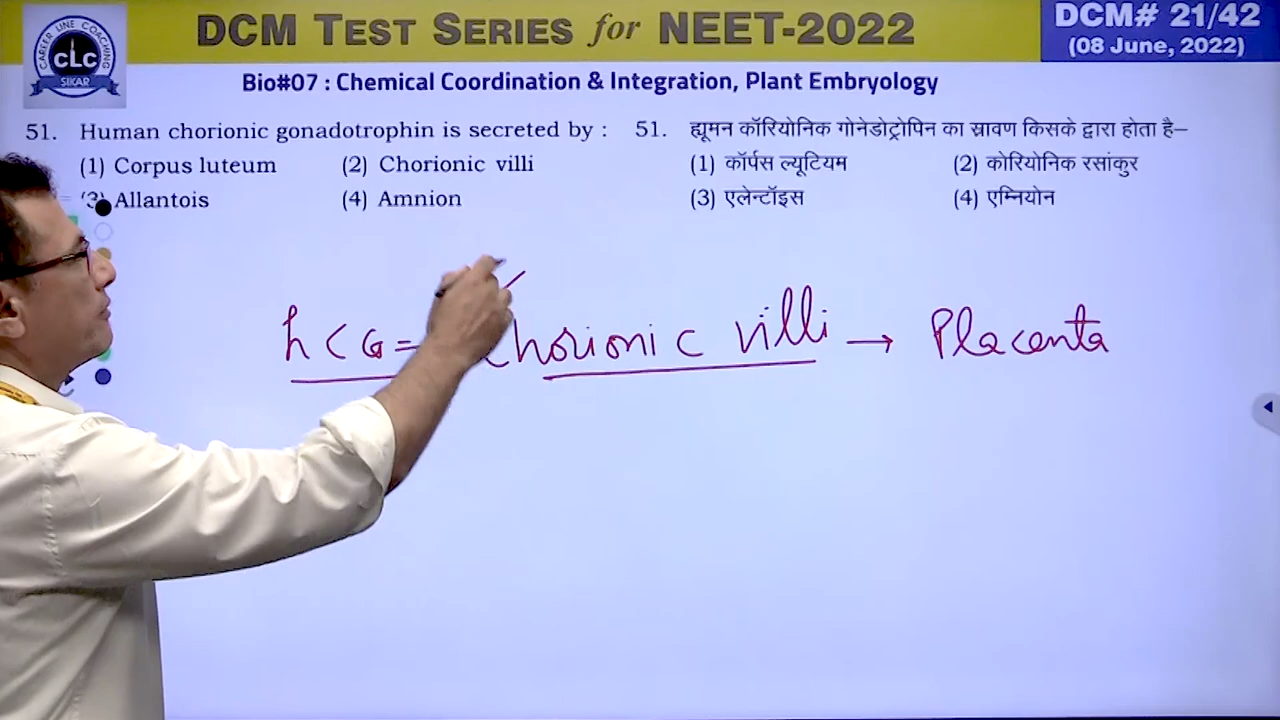 CAREER LINE COACHING
CLC
SIKAR
DCM TEST SERIES for NEET-2022
DCM# 21/42
(08 June, 2022)
Bio#07 : Chemical Coordination & Integration, Plant Embryology
51. Human chorionic gonadotrophin is secreted by :
(1) Corpus luteum (2) Chorionic villi
(3) Allantois (4) Amnion
51. ह्यूमन कॉरियोनिक गोनेडोट्रोपिन का स्रावण किसके द्वारा होता है–
(1) कॉर्पस ल्यूटियम (2) कोरियोनिक रसांकुर
(3) एलेन्टॉइस (4) एम्नियोन
hCG = Chorionic villi → Placenta